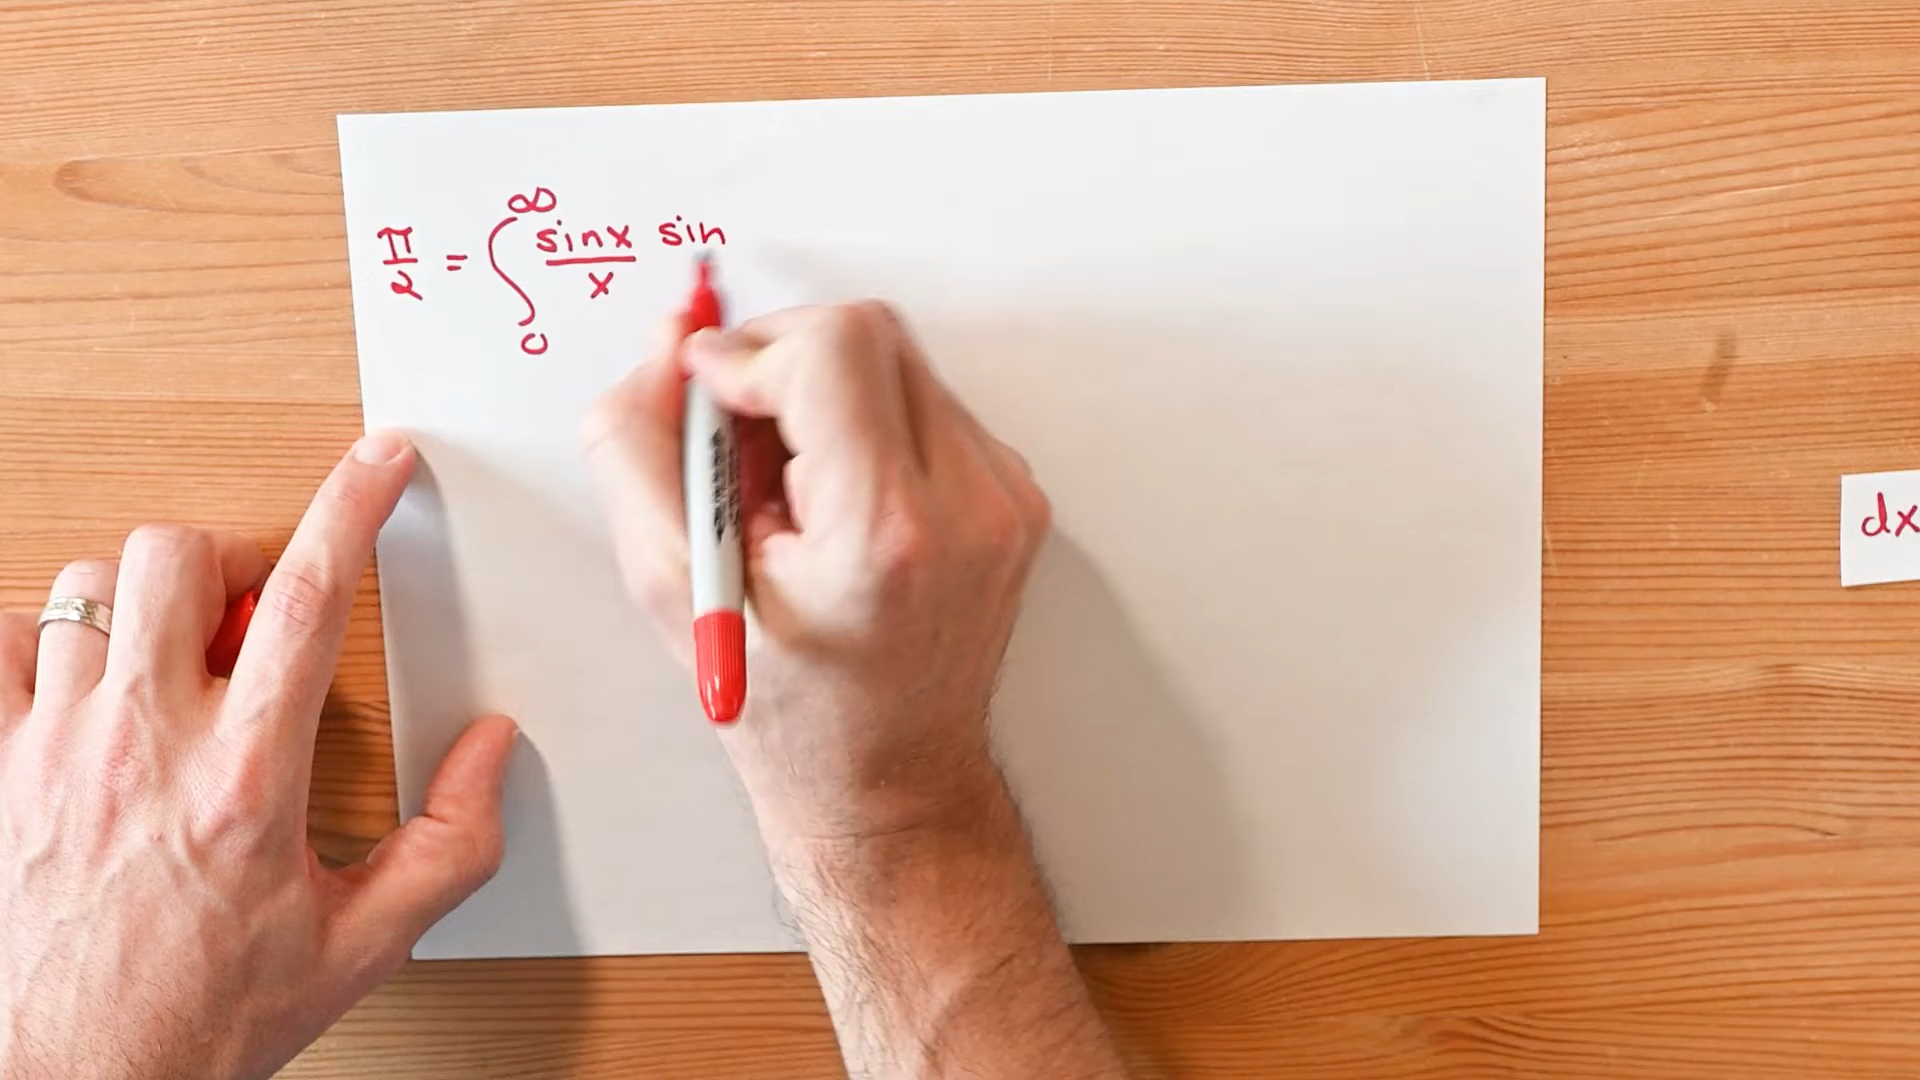 π/2 = ∫₀^∞ sinx/x sin
dx